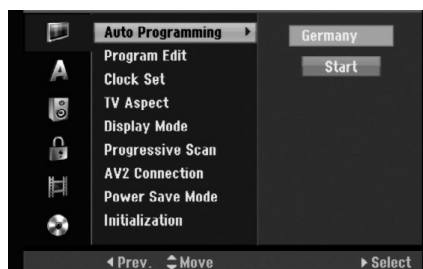 Auto Programming
Germany
Program Edit
Start
Clock Set
TV Aspect
Display Mode
Progressive Scan
AV2 Connection
Power Save Mode
Initialization
A
Prev. Move Select